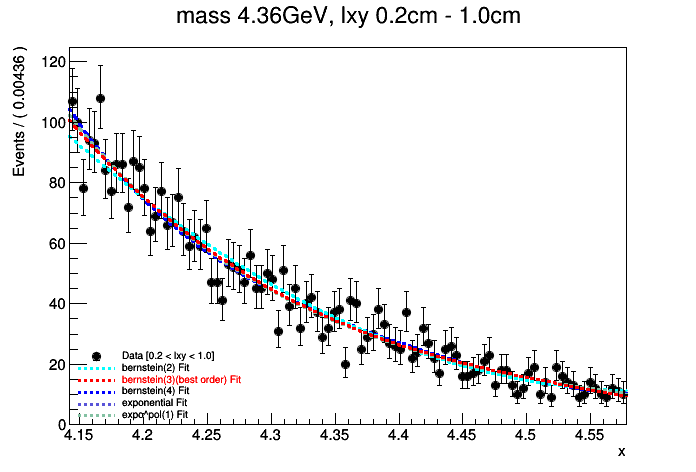 mass 4.36GeV, lxy 0.2cm - 1.0cm
Events / ( 0.00436 )
120
100
80
60
40
20
0
Data [0.2 < lxy < 1.0]
bernstein(2) Fit
bernstein(3)(best order) Fit
bernstein(4) Fit
exponential Fit
expo*pol(1) Fit
4.15 4.2 4.25 4.3 4.35 4.4 4.45 4.5 4.55
x